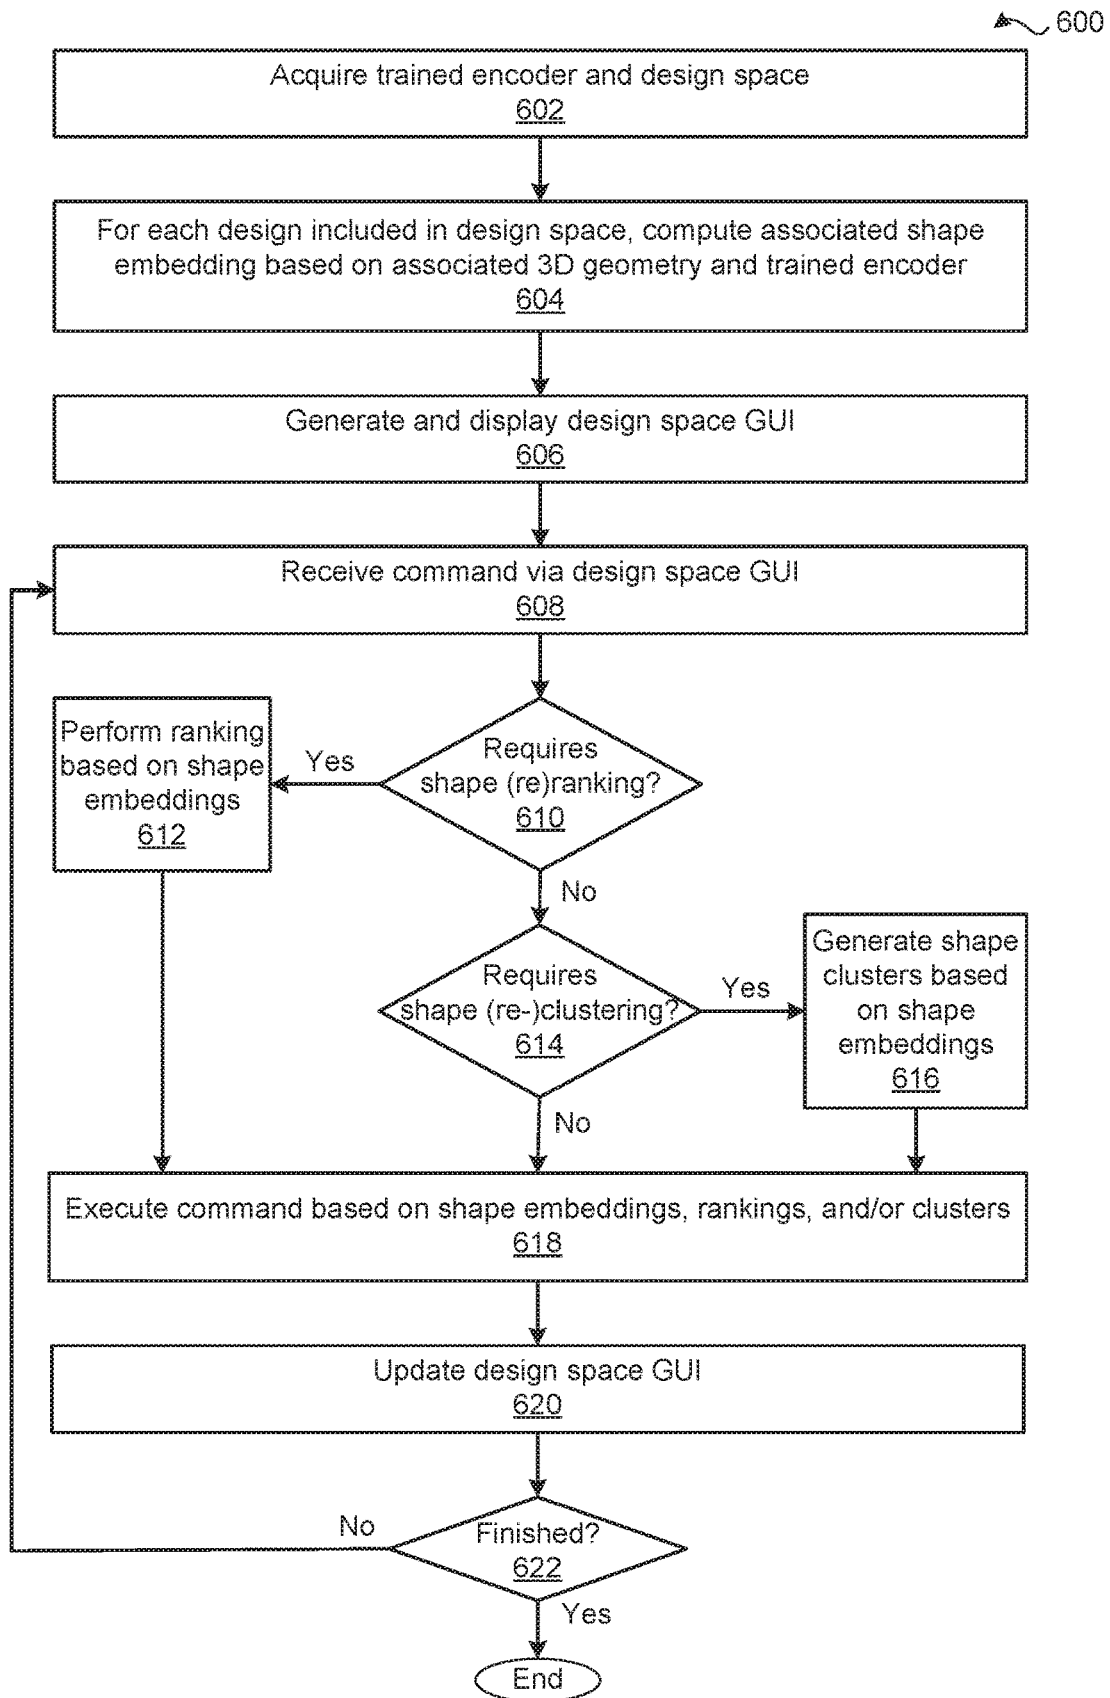 600
Acquire trained encoder and design space
602
For each design included in design space, compute associated shape
embedding based on associated 3D geometry and trained encoder
604
Generate and display design space GUI
606
Receive command via design space GUI
608
Perform ranking
based on shape
embeddings
612
Yes
Requires
shape (re)ranking?
610
No
Requires
shape (re-)clustering?
614
Yes
Generate shape
clusters based
on shape
embeddings
616
No
Execute command based on shape embeddings, rankings, and/or clusters
618
Update design space GUI
620
No
Finished?
622
Yes
End